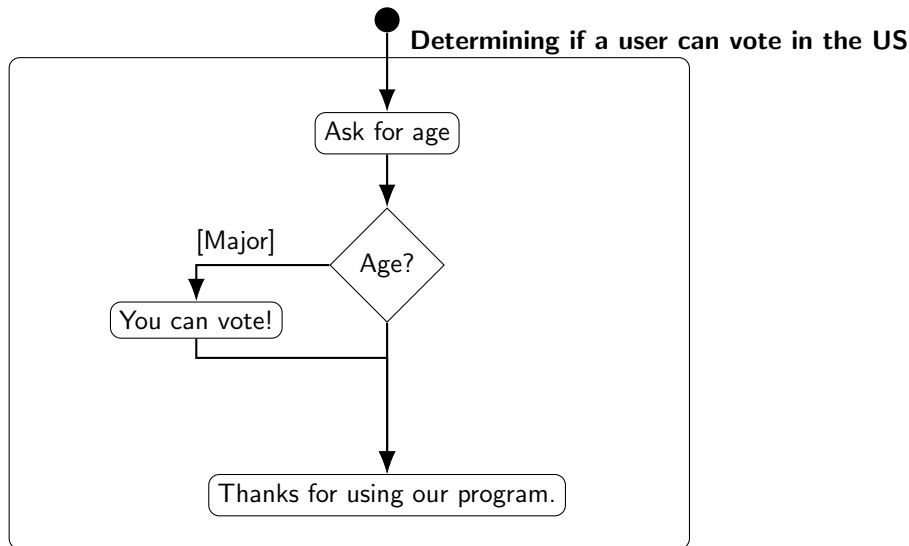 Determining if a user can vote in the US
Ask for age
Age?
[Major]
You can vote!
Thanks for using our program.